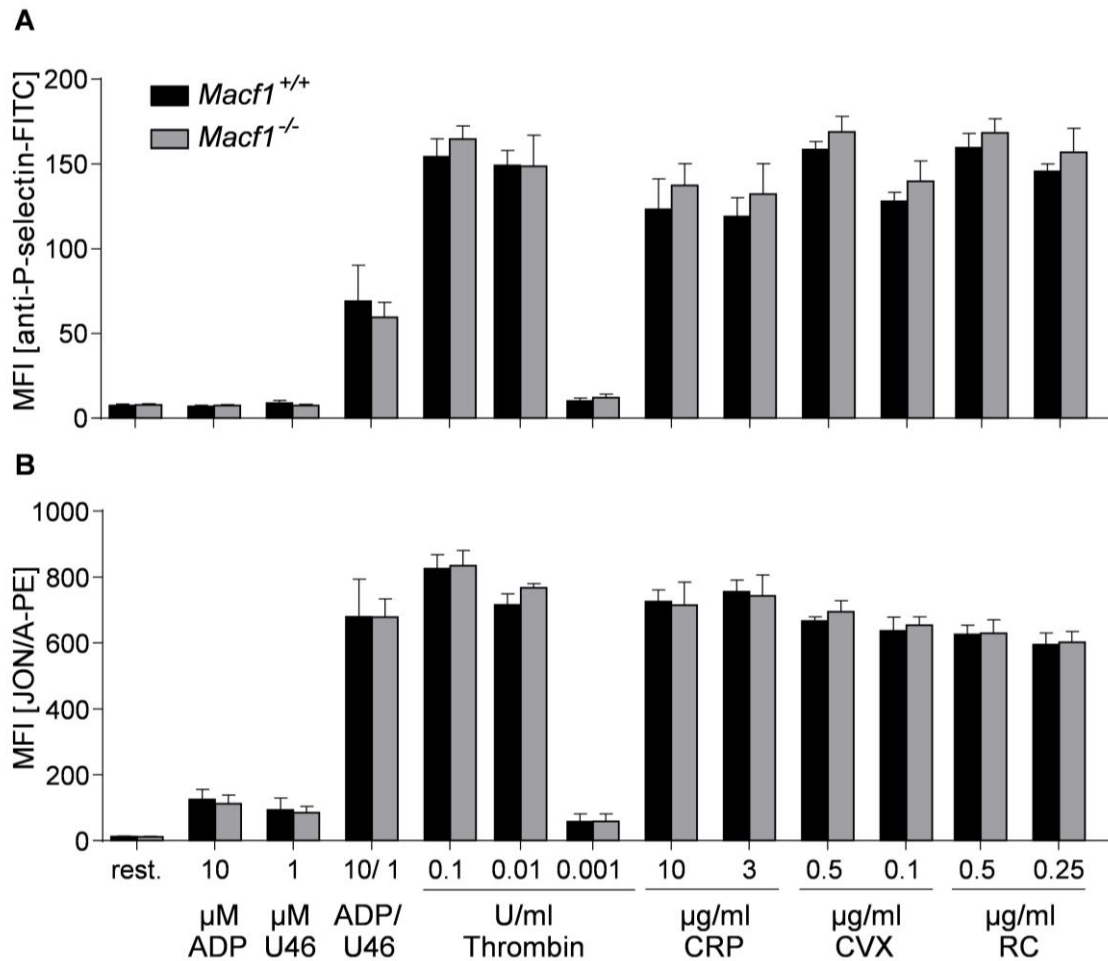 A
MFI [anti-P-selectin-FITC]
200
150
100
50
0
Macf1+/+
Macf1-/-
B
MFI [JON/A-PE]
1000
800
600
400
200
0
rest. 10 1 10/ 1 0.1 0.01 0.001 10 3 0.5 0.1 0.5 0.25
µM µM ADP/ U/ml µg/ml µg/ml µg/ml
ADP U46 U46 Thrombin CRP CVX RC